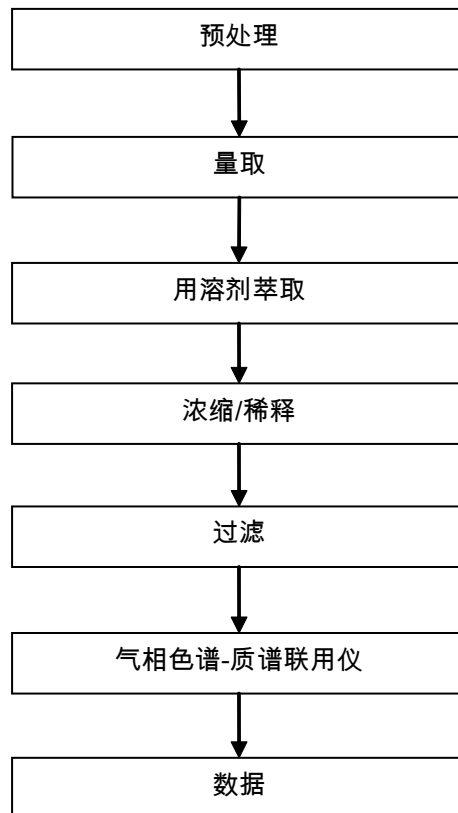 预处理
量取
用溶剂萃取
浓缩/稀释
过滤
气相色谱-质谱联用仪
数据